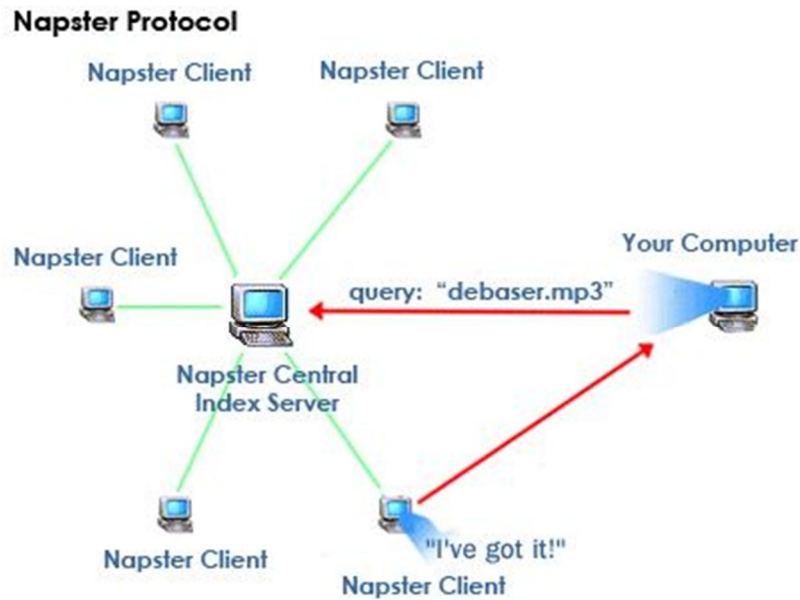 Napster Protocol
Napster Client
Napster Client
Napster Client
Your Computer
query: “debaser.mp3”
Napster Central
Index Server
"I've got it!"
Napster Client
Napster Client